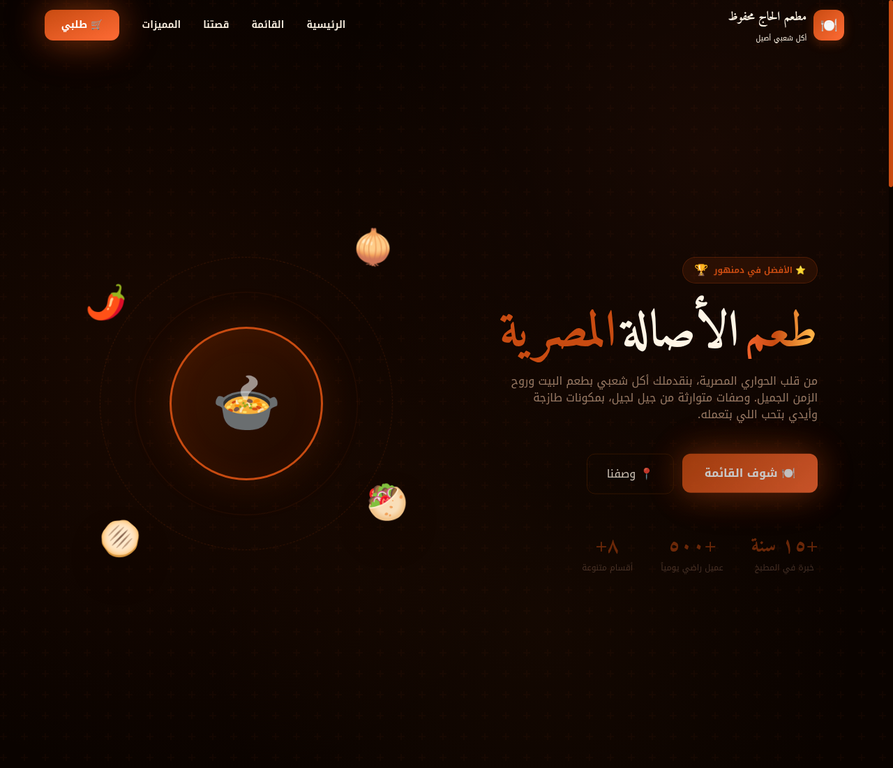 مطعم الحاج محفوظ
أكل شعبي أصيل
الرئيسية
القائمة
قصتنا
المميزات
طلبي
الأفضل في دمنهور
طعم الأصالة المصرية
من قلب الحواري المصرية، بنقدملك أكل شعبي بطعم البيت وروح
الزمن الجميل. وصفات متوارثة من جيل لجيل، بمكونات طازجة
وأيدي بتحب اللي بتعمله.
شوف القائمة
وصفنا
+١٥ سنة
خبرة في المطبخ
+٥٠٠
عميل راضي يومياً
+٨
أقسام متنوعة